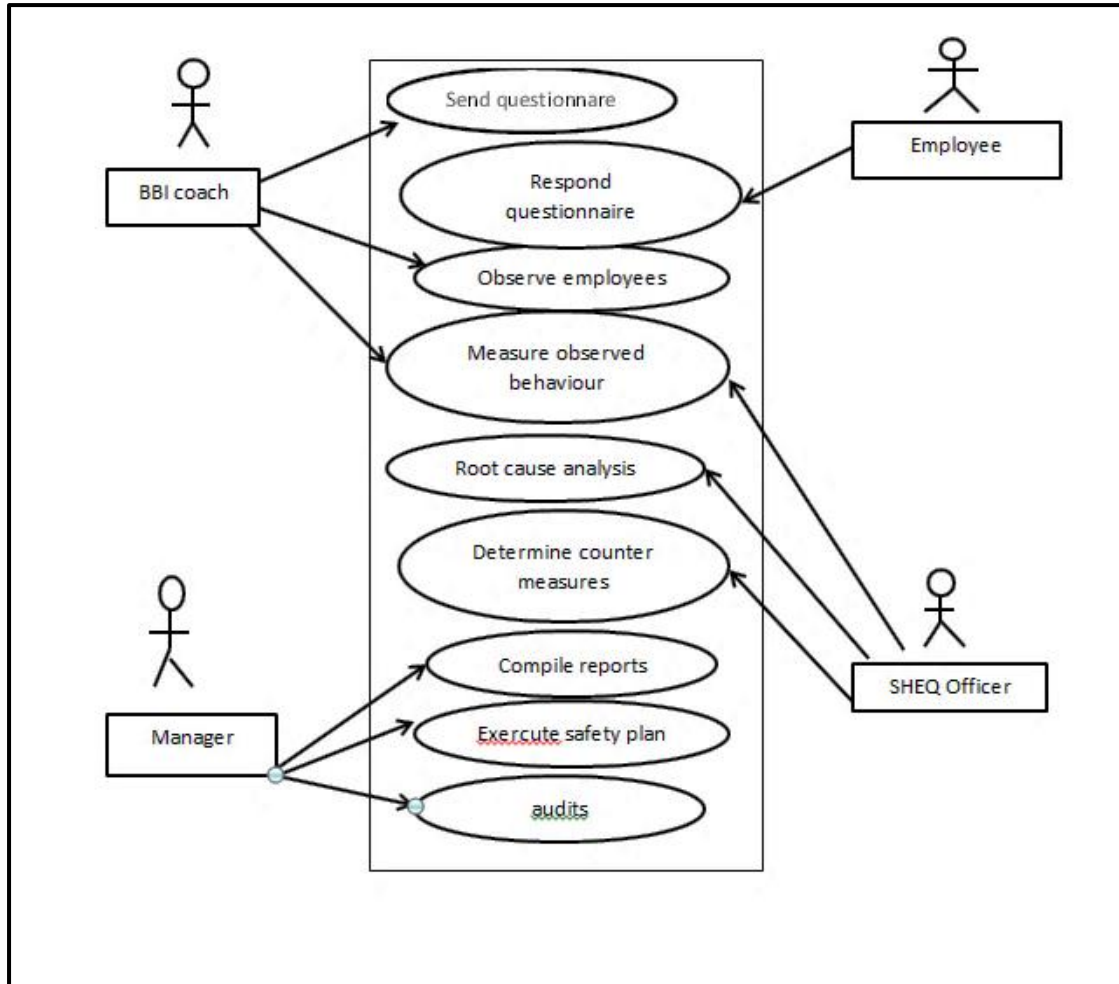 Send questionnare
Employee
BBI coach
Respond
questionnaire
Observe employees
Measure observed
behaviour
Root cause analysis
Determine counter
measures
Compile reports
SHEQ Officer
Manager
Exercute safety plan
audits